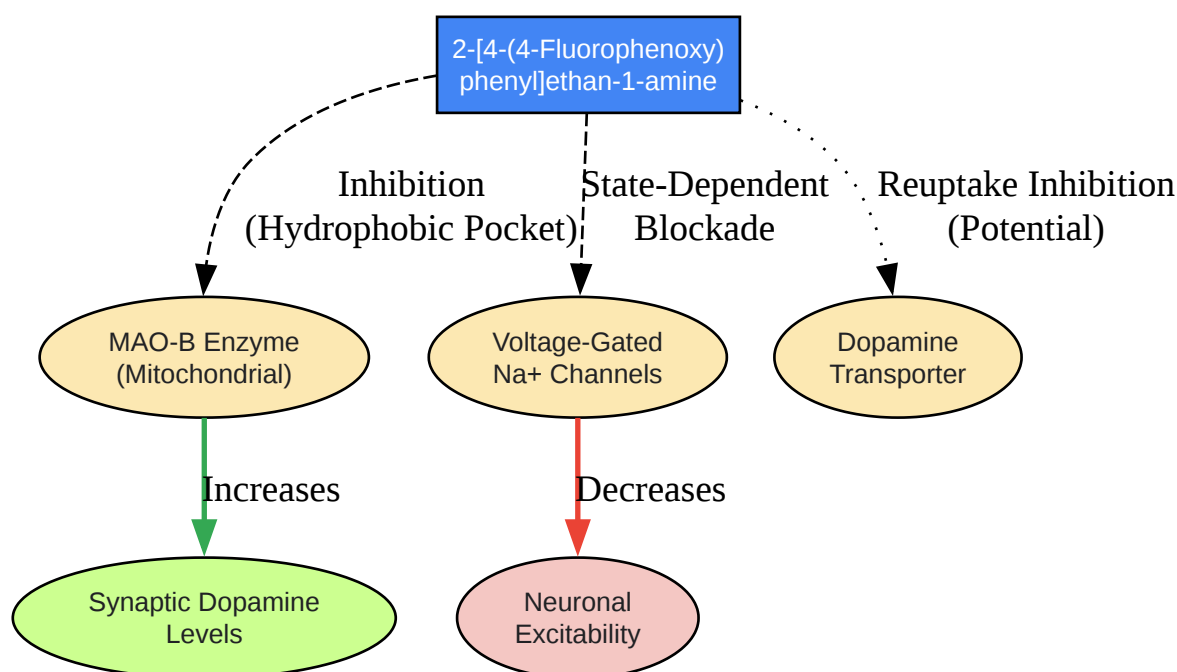 2-[4-(4-Fluorophenoxy)
phenyl]ethan-1-amine
Inhibition
(Hydrophobic Pocket)
State-Dependent
Blockade
Reuptake Inhibition
(Potential)
MAO-B Enzyme
(Mitochondrial)
Voltage-Gated
Na+ Channels
Dopamine
Transporter
Increases
Decreases
Synaptic Dopamine
Levels
Neuronal
Excitability